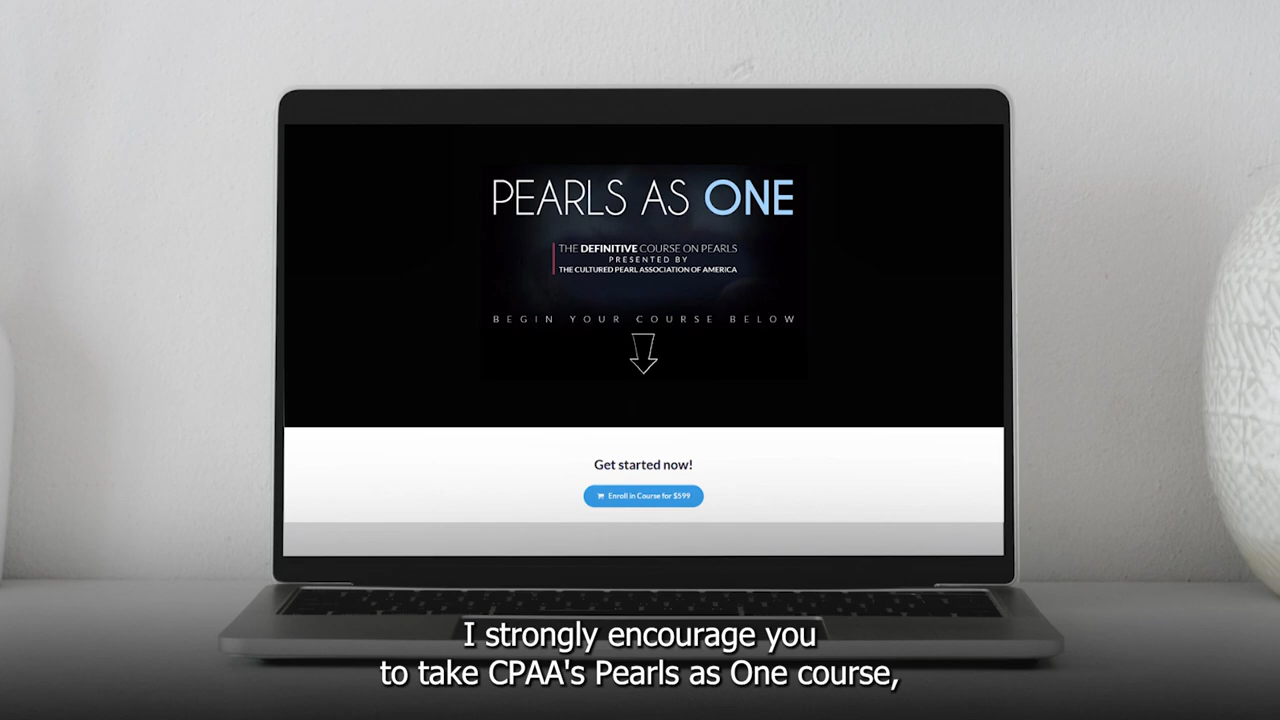 PEARLS AS ONE
THE DEFINITIVE COURSE ON PEARLS
PRESENTED BY
THE CULTURED PEARL ASSOCIATION OF AMERICA
BEGIN YOUR COURSE BELOW
Get started now!
Enroll in Course for $599
I strongly encourage you
to take CPAA's Pearls as One course,